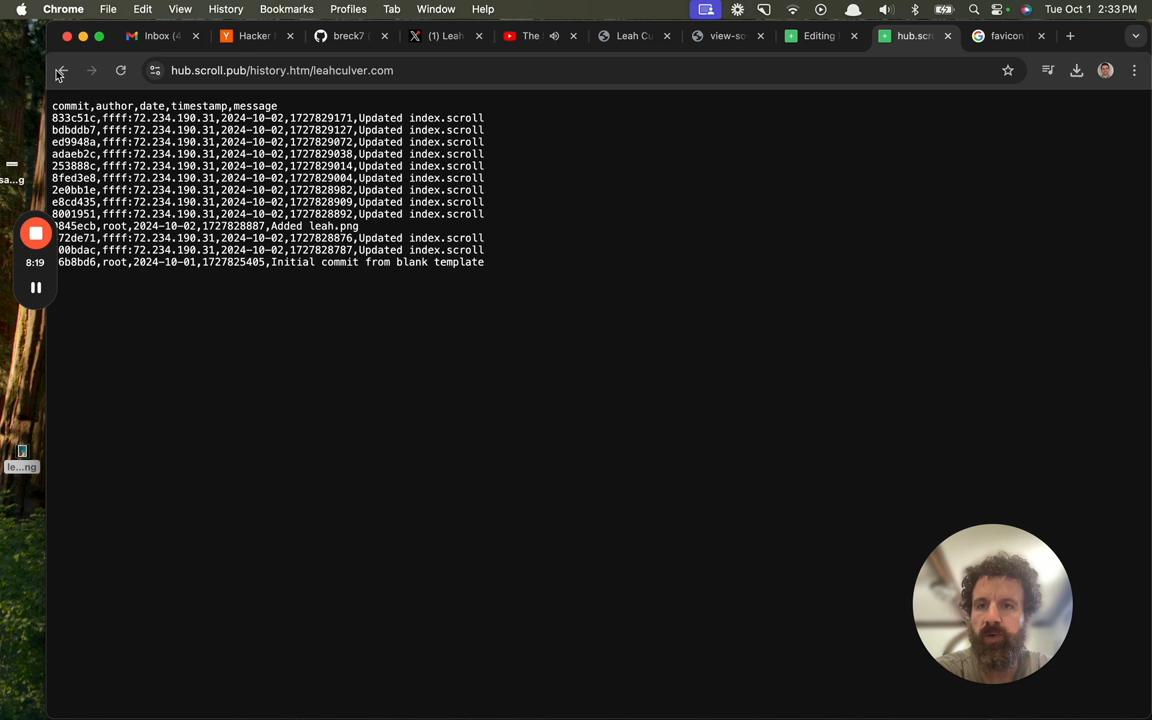 Chrome File Edit View History Bookmarks Profiles Tab Window Help Tue Oct 1 2:33 PM
Inbox (4 Hacker breck7 (1) Leah The Leah Cu view-so Editing hub.scr favicon
hub.scroll.pub/history.htm/leahculver.com
commit,author,date,timestamp,message
833c51c,ffff:72.234.190.31,2024-10-02,1727829171,Updated index.scroll
bdbddb7,ffff:72.234.190.31,2024-10-02,1727829127,Updated index.scroll
ed9948a,ffff:72.234.190.31,2024-10-02,1727829072,Updated index.scroll
adaeb2c,ffff:72.234.190.31,2024-10-02,1727829038,Updated index.scroll
253888c,ffff:72.234.190.31,2024-10-02,1727829014,Updated index.scroll
8fed3e8,ffff:72.234.190.31,2024-10-02,1727829004,Updated index.scroll
2e0bb1e,ffff:72.234.190.31,2024-10-02,1727828982,Updated index.scroll
e8cd435,ffff:72.234.190.31,2024-10-02,1727828909,Updated index.scroll
8001951,ffff:72.234.190.31,2024-10-02,1727828892,Updated index.scroll
845ecb,root,2024-10-02,1727828887,Added leah.png
72de71,ffff:72.234.190.31,2024-10-02,1727828876,Updated index.scroll
00bdac,ffff:72.234.190.31,2024-10-02,1727828787,Updated index.scroll
6b8bd6,root,2024-10-01,1727825405,Initial commit from blank template
sa...g
8:19
le...ng